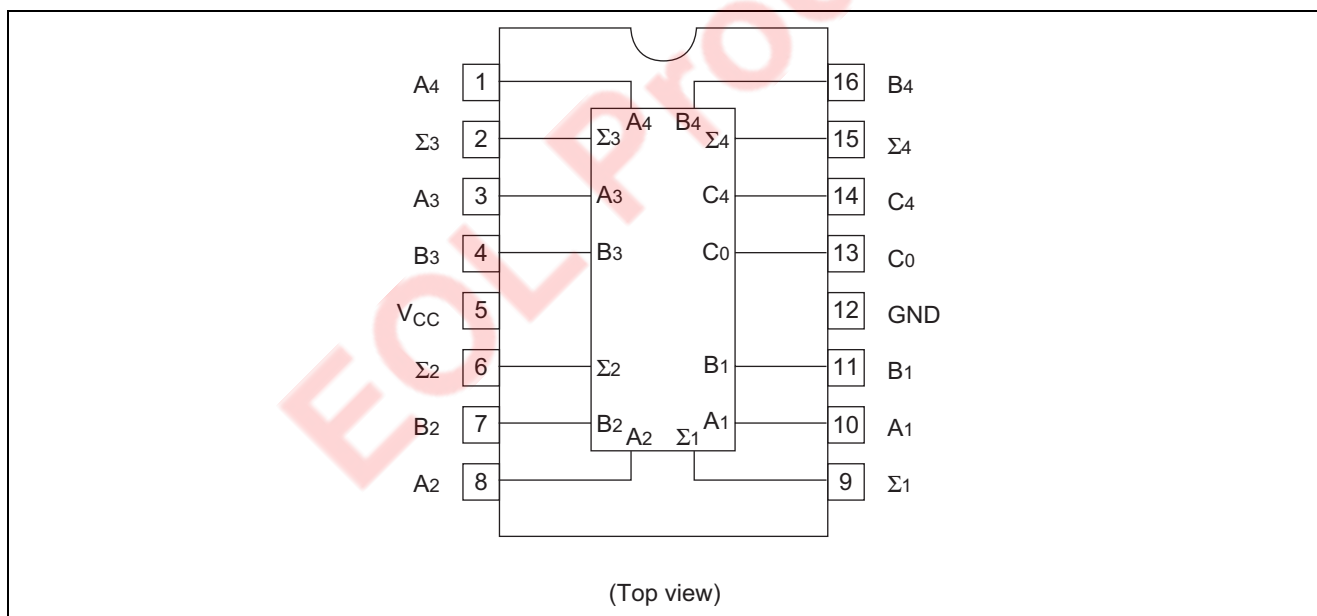 A4 1 16 B4
A4 B4
Σ3 2 Σ3 Σ4 15 Σ4
A3 3 A3 C4 14 C4
B3 4 B3 C0 13 C0
VCC 5 12 GND
Σ2 6 Σ2 B1 11 B1
B2 7 B2 A1 10 A1
A2 Σ1
A2 8 9 Σ1
(Top view)
EOL